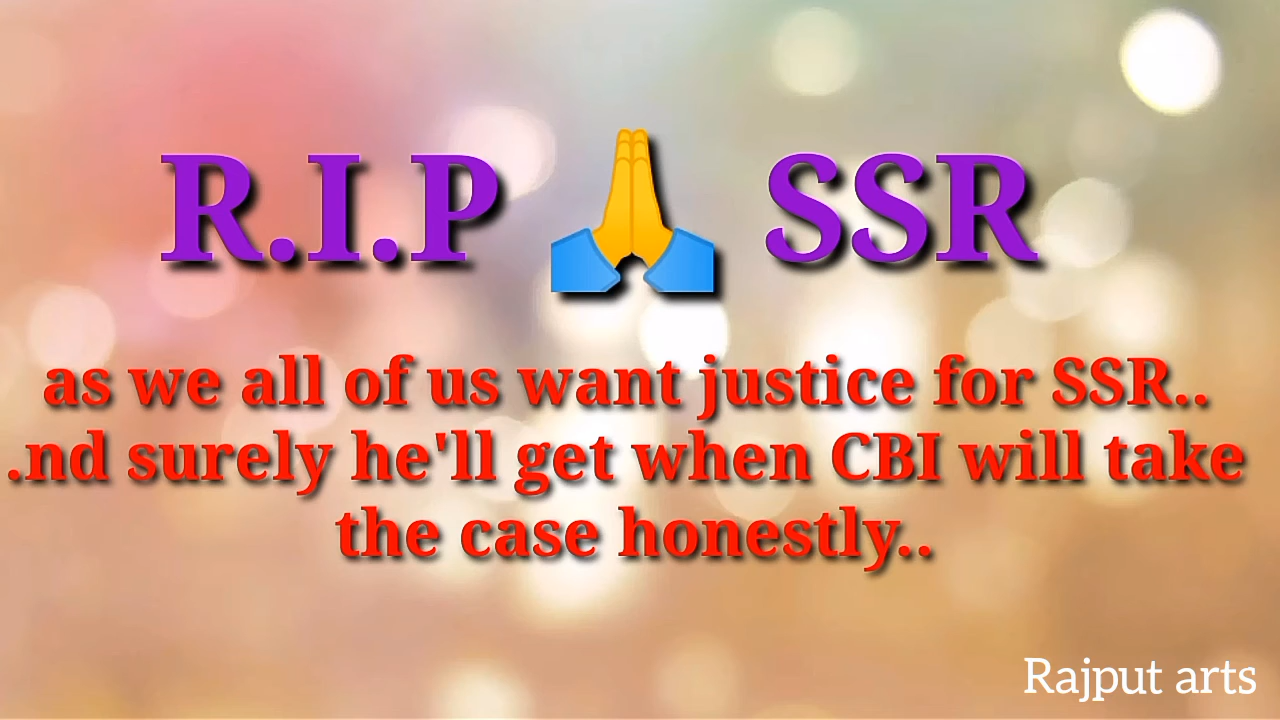 R.I.P 🙏 SSR
as we all of us want justice for SSR..
.nd surely he'll get when CBI will take
the case honestly..
Rajput arts